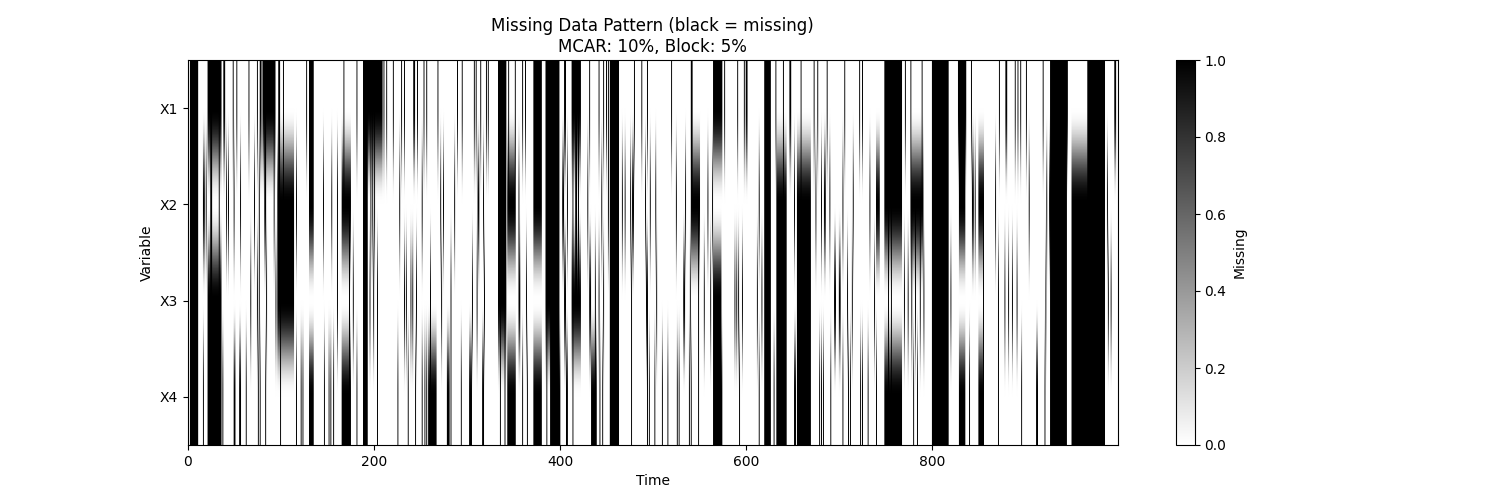 Missing Data Pattern (black = missing)
MCAR: 10%, Block: 5%
X1
X2
X3
X4
Variable
0 200 400 600 800
Time
1.0
0.8
0.6
0.4
0.2
0.0
Missing